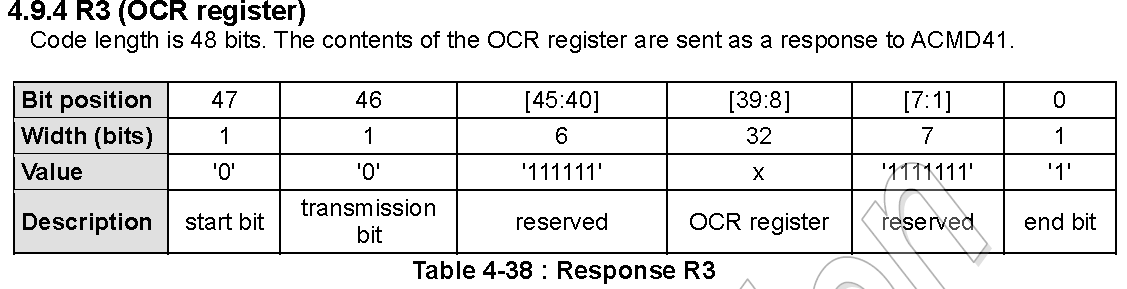 4.9.4 R3 (OCR register)
Code length is 48 bits. The contents of the OCR register are sent as a response to ACMD41.
Bit position 47 46 [45:40] [39:8] [7:1] 0
Width (bits) 1 1 6 32 7 1
Value '0' '0' '111111' x '1111111' '1'
Description start bit transmission bit reserved OCR register reserved end bit
Table 4-38 : Response R3